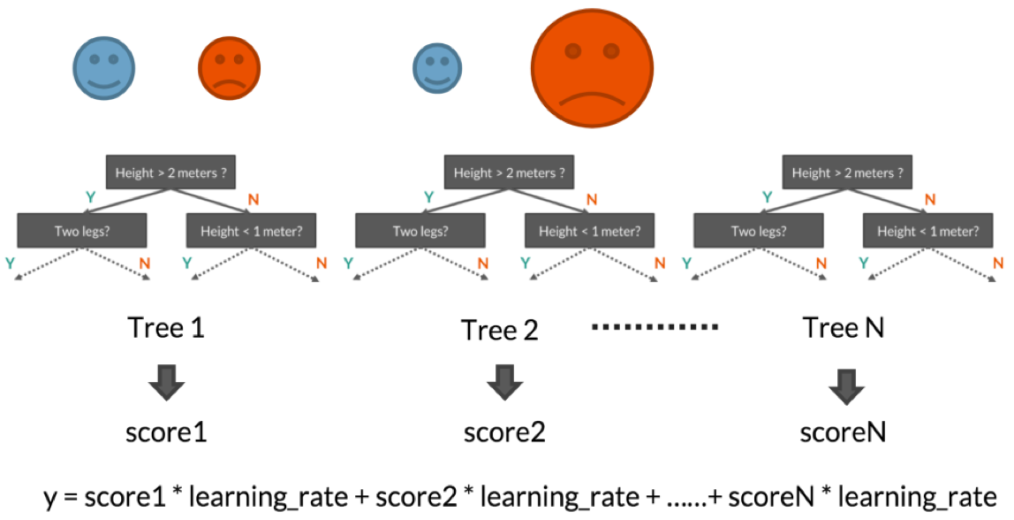 Height > 2 meters ? Height > 2 meters ? Height > 2 meters ?
Y N Y N Y N
Two legs? Height < 1 meter? Two legs? Height < 1 meter? Two legs? Height < 1 meter?
Y N Y N Y N Y N Y N Y N
Tree 1 Tree 2 Tree N
score1 score2 scoreN
y = score1 * learning_rate + score2 * learning_rate + ......+ scoreN * learning_rate